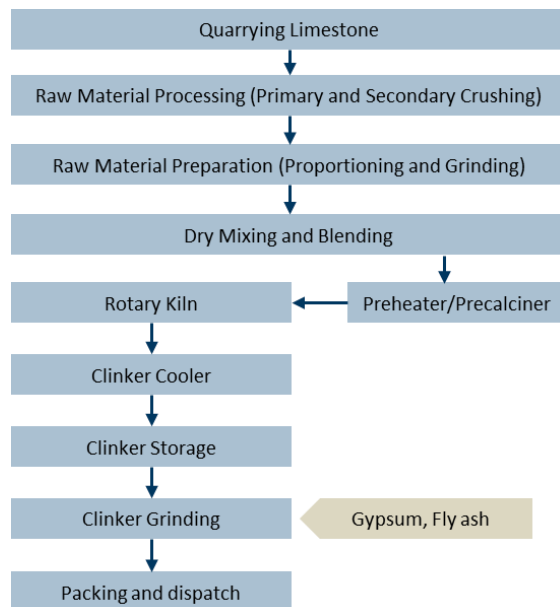 Quarrying Limestone
Raw Material Processing (Primary and Secondary Crushing)
Raw Material Preparation (Proportioning and Grinding)
Dry Mixing and Blending
Rotary Kiln
Preheater/Precalciner
Clinker Cooler
Clinker Storage
Clinker Grinding
Gypsum, Fly ash
Packing and dispatch